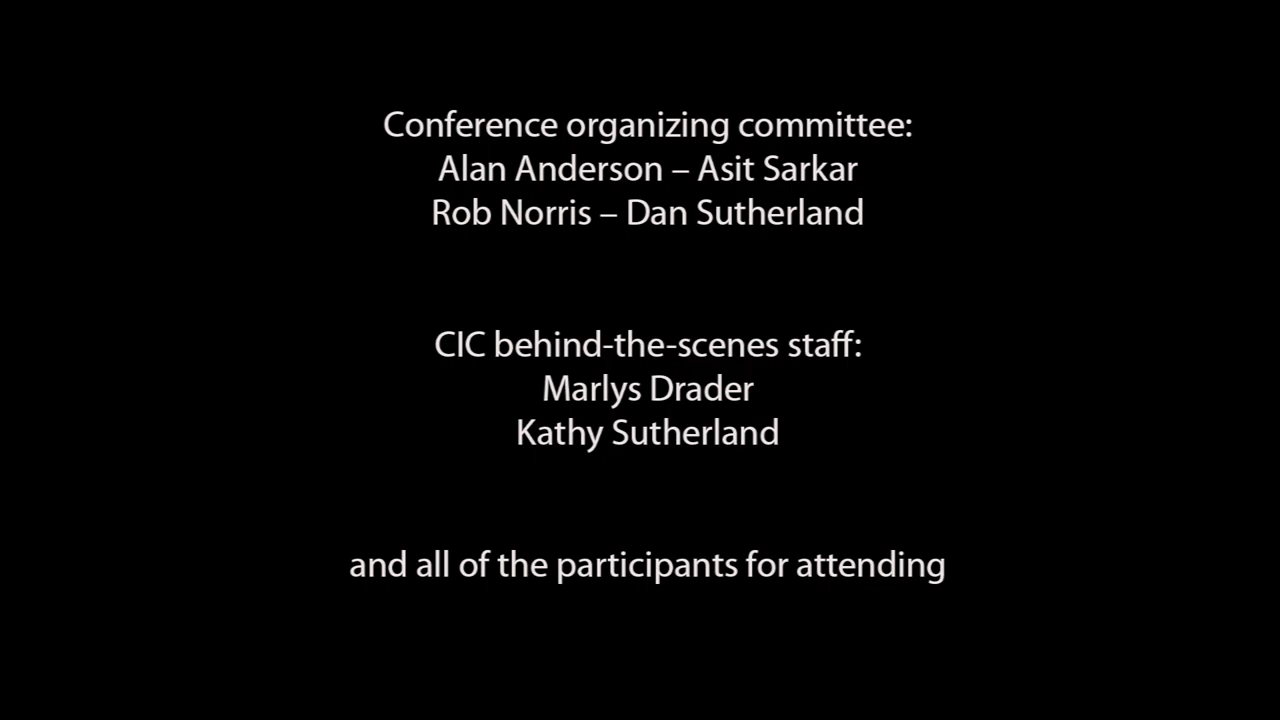 Conference organizing committee:
Alan Anderson – Asit Sarkar
Rob Norris – Dan Sutherland
CIC behind-the-scenes staff:
Marlys Drader
Kathy Sutherland
and all of the participants for attending